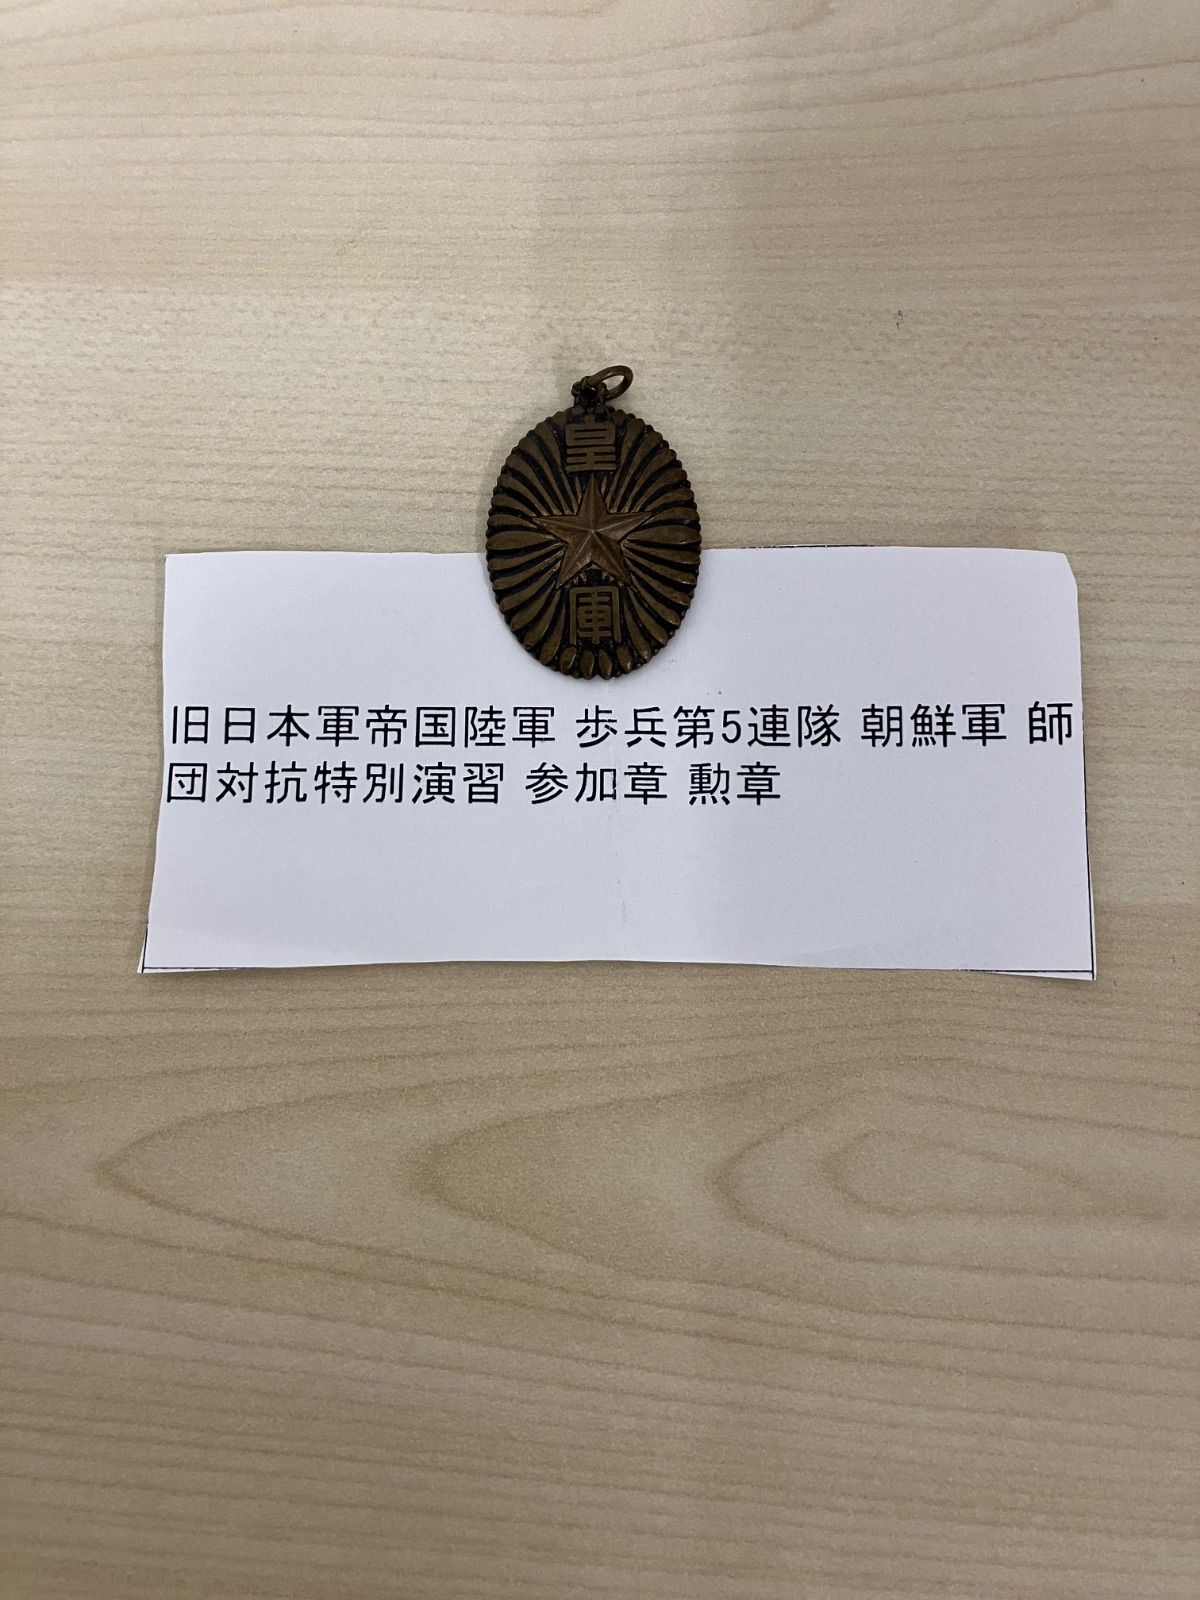 皇
軍
旧日本軍帝国陸軍 歩兵第5連隊 朝鮮軍 師
団対抗特別演習 参加章 勲章